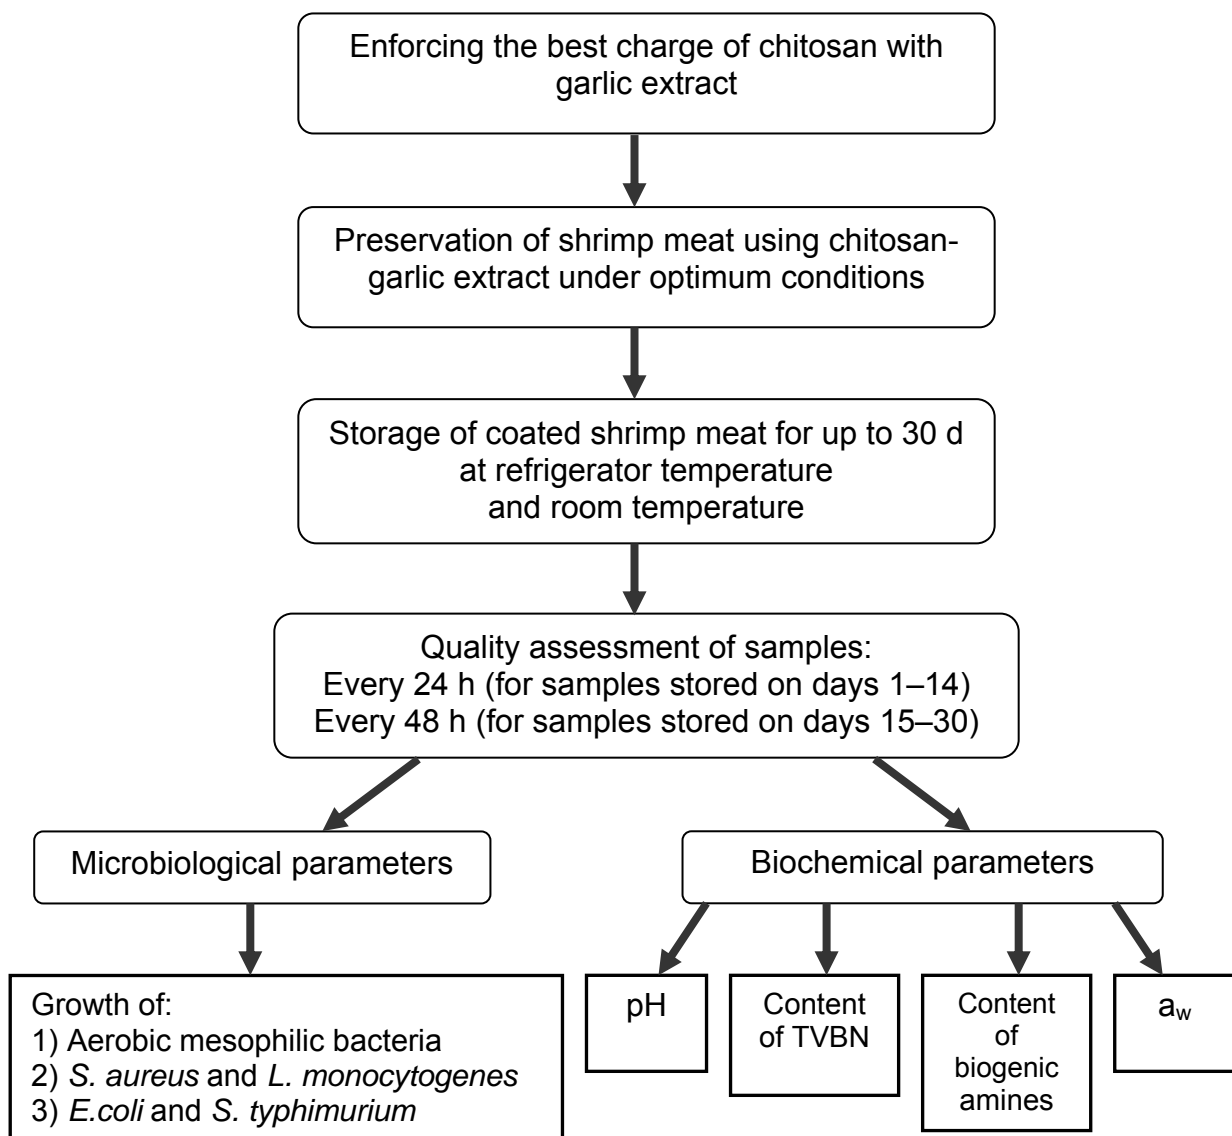 Enforcing the best charge of chitosan with
garlic extract
Preservation of shrimp meat using chitosan-
garlic extract under optimum conditions
Storage of coated shrimp meat for up to 30 d
at refrigerator temperature
and room temperature
Quality assessment of samples:
Every 24 h (for samples stored on days 1–14)
Every 48 h (for samples stored on days 15–30)
Microbiological parameters
Biochemical parameters
Growth of:
1) Aerobic mesophilic bacteria
2) S. aureus and L. monocytogenes
3) E.coli and S. typhimurium
pH
Content
of TVBN
Content
of
biogenic
amines
aw